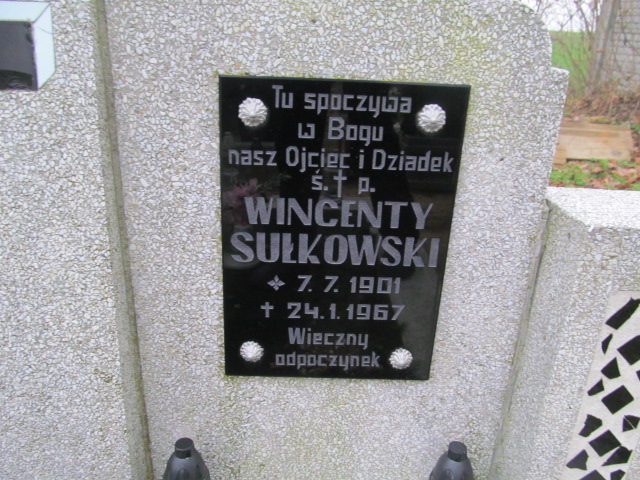 Tu spoczywa
w Bogu
nasz Ojciec i Dziadek
ś.†p.
WINCENTY
SUŁKOWSKI
7. 7. 1901
† 24.1.1967
Wieczny
odpoczynek